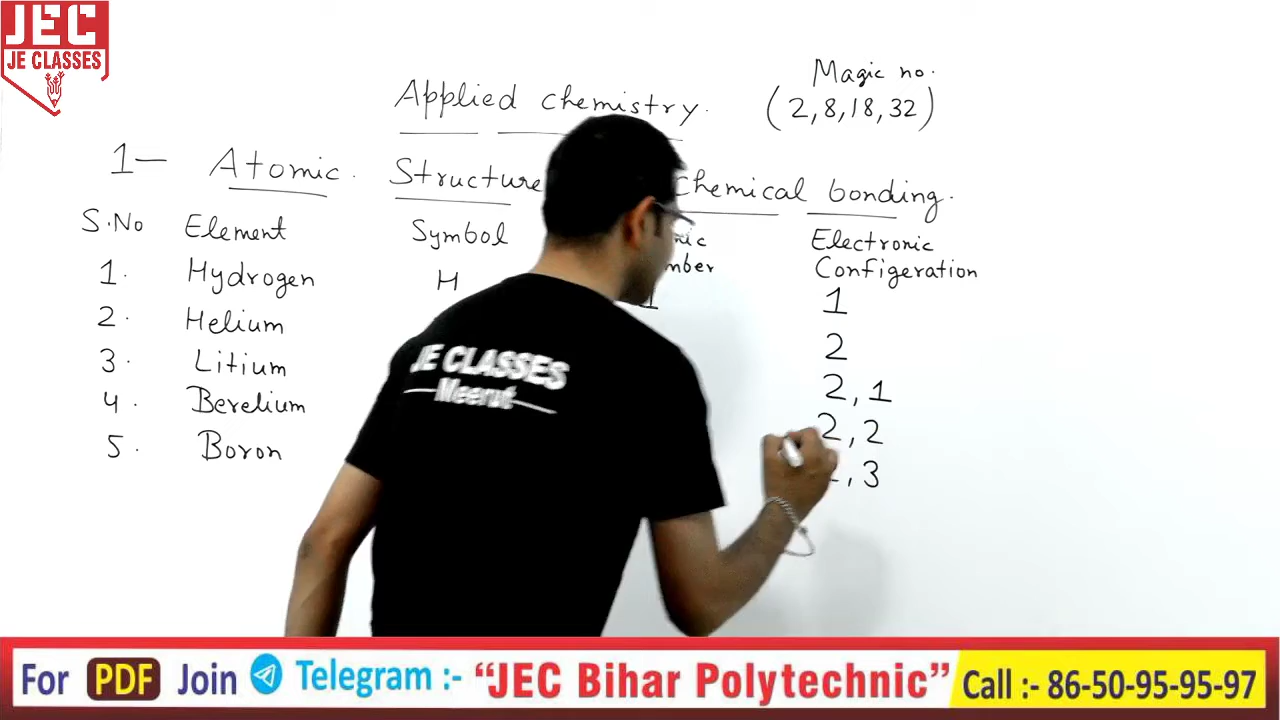 JEC
JE CLASSES
Magic no.
Applied chemistry.
(2,8,18,32)
1— Atomic. Structure Chemical bonding.
S.No Element Symbol Electronic
Configeration
1. Hydrogen H 1 1
2. Helium 2
3. Litium 2,1
4. Berelium 2,2
5. Boron , 3
JE CLASSES
Meerut
For PDF Join Telegram :- “JEC Bihar Polytechnic” Call :- 86-50-95-95-97